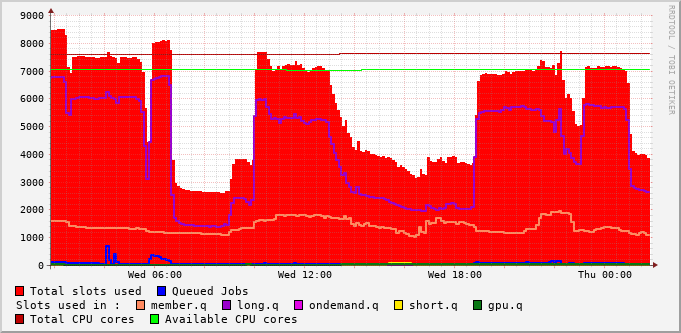 9000
8000
7000
6000
5000
4000
3000
2000
1000
0
Wed 06:00 Wed 12:00 Wed 18:00 Thu 00:00
RRDTOOL / TOBI OETIKER
Total slots used Queued Jobs
Slots used in : member.q long.q ondemand.q short.q gpu.q
Total CPU cores Available CPU cores